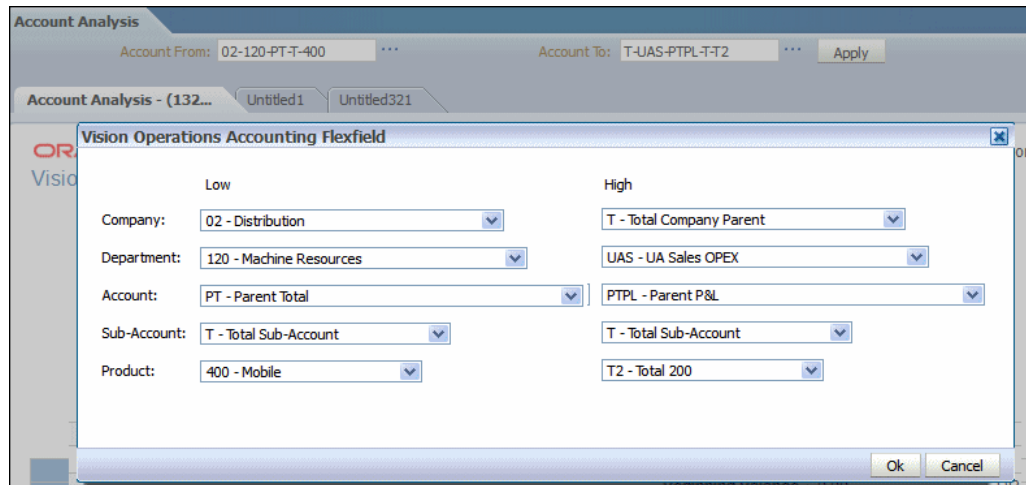 Account Analysis
Account From: 02-120-PT-T-400 ... Account To: T-UAS-PTPL-T-T2 ... Apply
Account Analysis - (132... Untitled1 Untitled321
Vision Operations Accounting Flexfield
Low High
Company: 02 - Distribution T - Total Company Parent
Department: 120 - Machine Resources UAS - UA Sales OPEX
Account: PT - Parent Total PTPL - Parent P&L
Sub-Account: T - Total Sub-Account T - Total Sub-Account
Product: 400 - Mobile T2 - Total 200
Ok Cancel